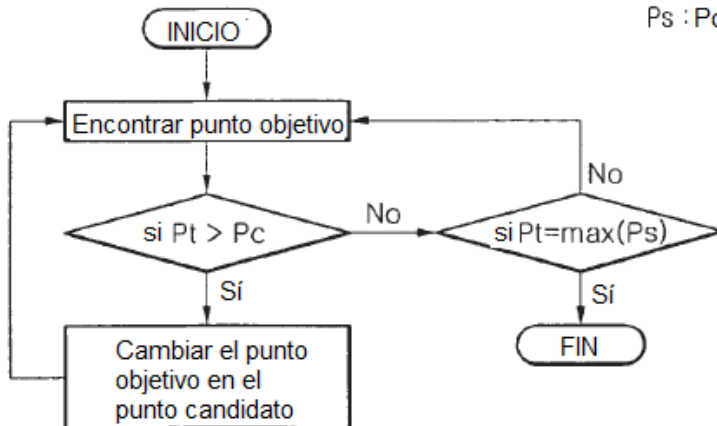 INICIO
Ps : Po
Encontrar punto objetivo
No
si Pt > Pc
No
si Pt=max(Ps)
Sí
Sí
Cambiar el punto
objetivo en el
punto candidato
FIN